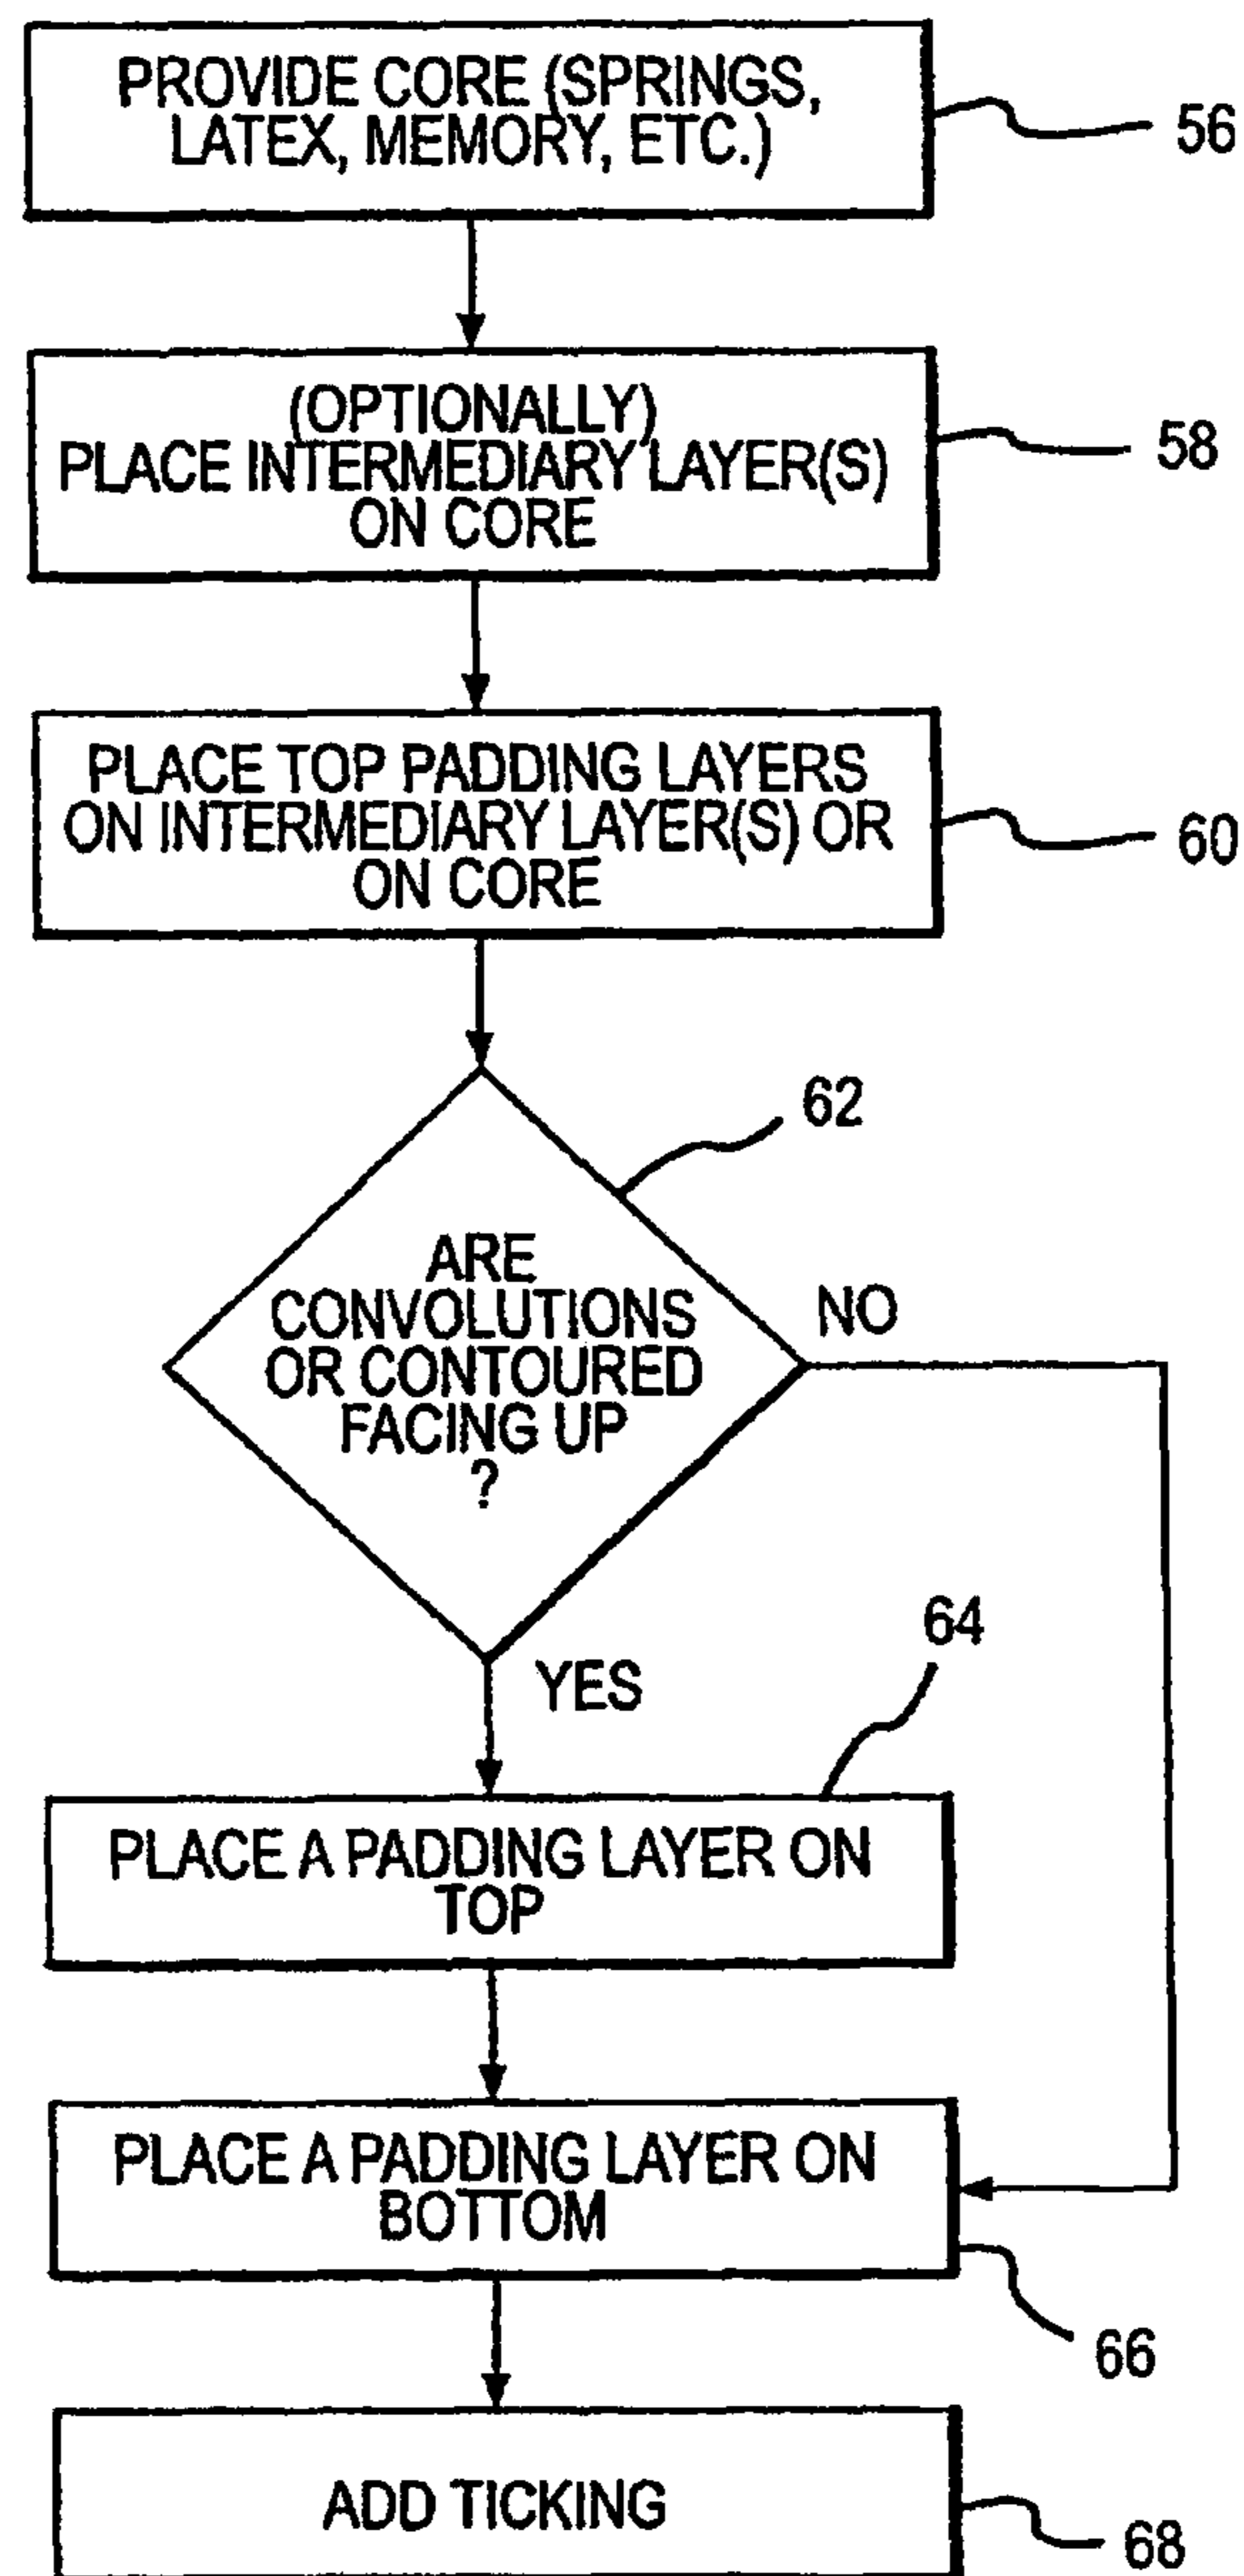 PROVIDE CORE (SPRINGS,
LATEX, MEMORY, ETC.)
56
(OPTIONALLY)
PLACE INTERMEDIARY LAYER(S)
ON CORE
58
PLACE TOP PADDING LAYERS
ON INTERMEDIARY LAYER(S) OR
ON CORE
60
62
ARE
CONVOLUTIONS
OR CONTOURED
FACING UP
?
NO
YES
64
PLACE A PADDING LAYER ON
TOP
PLACE A PADDING LAYER ON
BOTTOM
66
ADD TICKING
68